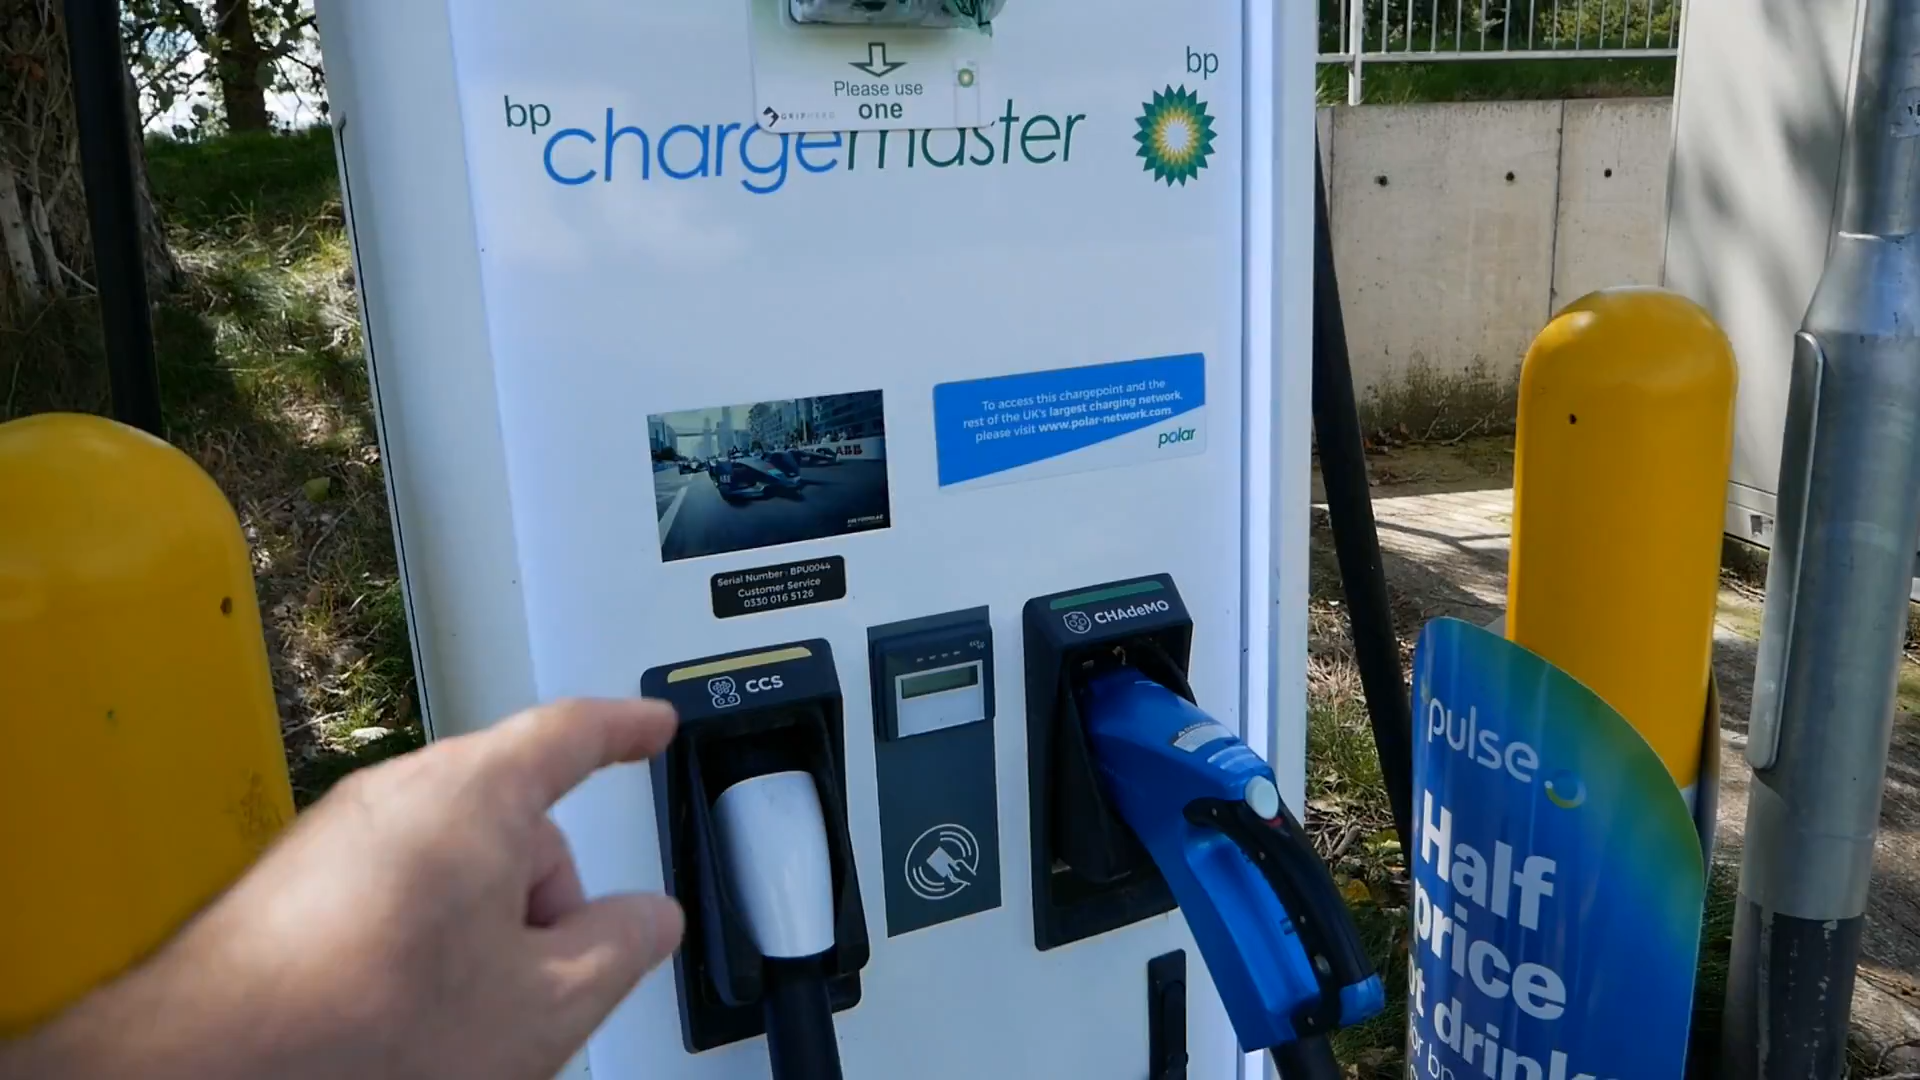 Please use
one
GRIPHERO
bp
bp
chargemaster
To access this chargepoint and the
rest of the UK's largest charging network,
please visit www.polar-network.com.
polar
ABB
Serial Number : BPU0044
Customer Service
0330 016 5126
CCS
CHAdeMO
pulse
Half
price
drink